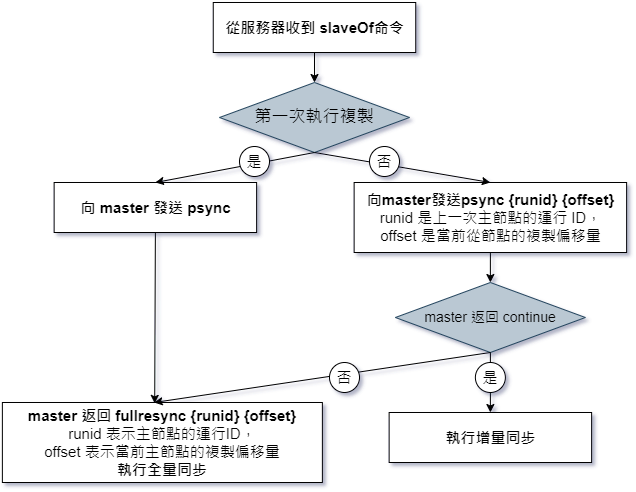 從服務器收到 slaveOf命令
第一次執行複製
是
否
向 master 發送 psync
向master發送psync {runid} {offset}
runid 是上一次主節點的運行 ID，
offset 是當前從節點的複製偏移量
master 返回 continue
否
是
master 返回 fullresync {runid} {offset}
runid 表示主節點的運行ID，
offset 表示當前主節點的複製偏移量
執行全量同步
執行增量同步